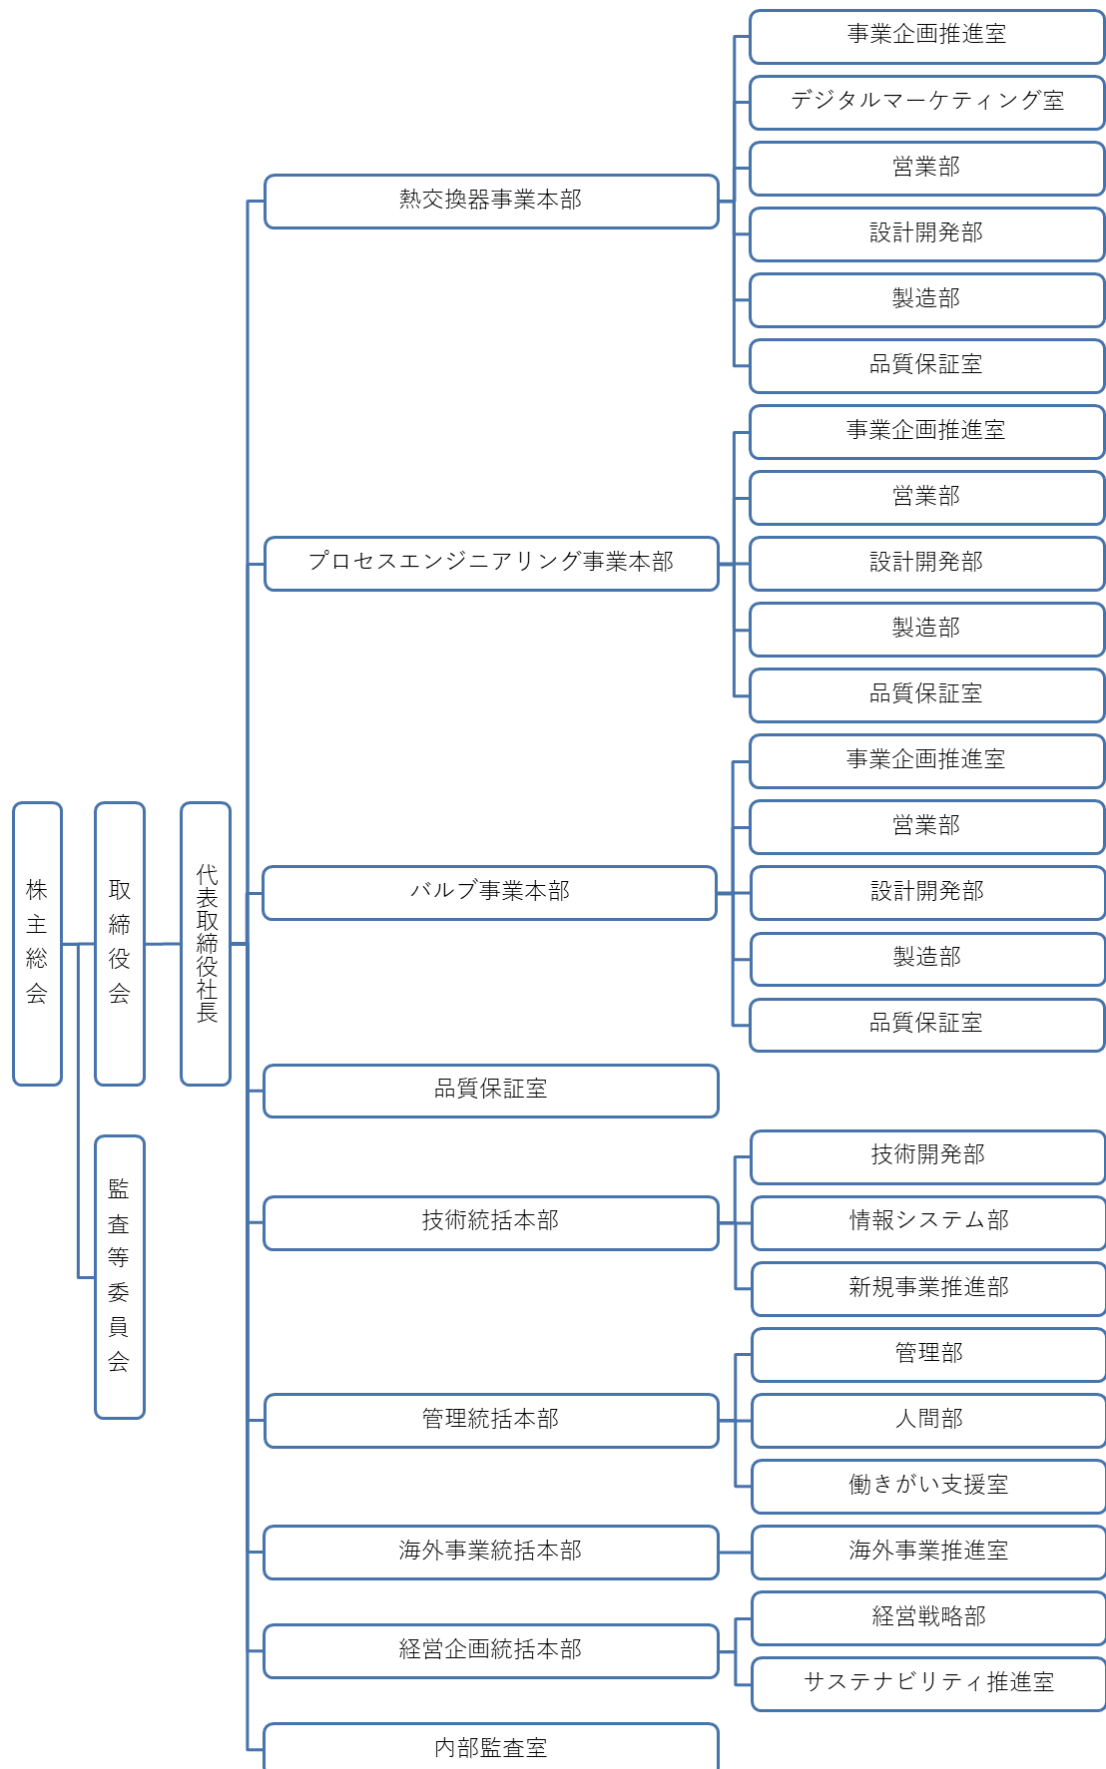 株主総会
取締役会
監査等委員会
代表取締役社長
熱交換器事業本部
事業企画推進室
デジタルマーケティング室
営業部
設計開発部
製造部
品質保証室
プロセスエンジニアリング事業本部
事業企画推進室
営業部
設計開発部
製造部
品質保証室
バルブ事業本部
事業企画推進室
営業部
設計開発部
製造部
品質保証室
品質保証室
技術統括本部
技術開発部
情報システム部
新規事業推進部
管理統括本部
管理部
人間部
働きがい支援室
海外事業統括本部
海外事業推進室
経営企画統括本部
経営戦略部
サステナビリティ推進室
内部監査室